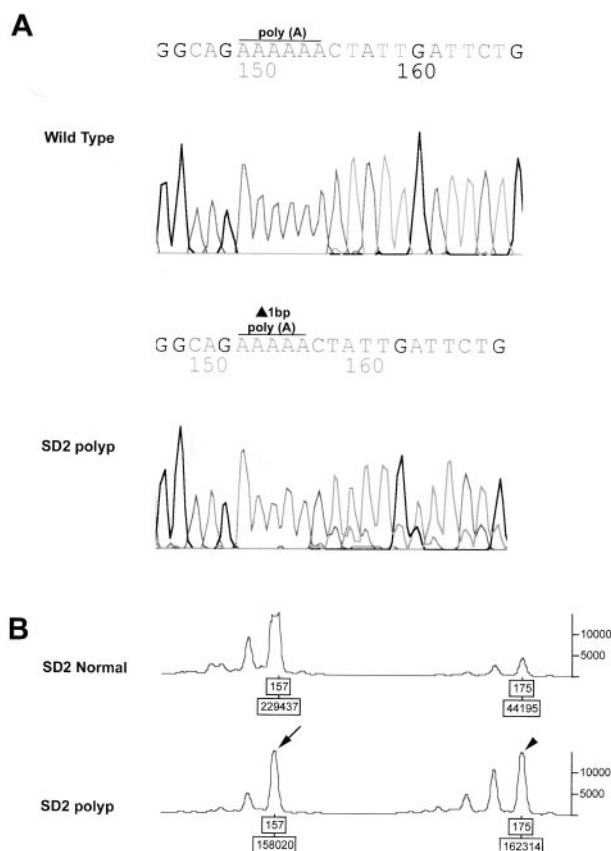 A
poly (A)
GGCAGAAAAAACTATTGATTCTG
150 160
Wild Type
▲1bp
poly (A)
GGCAGAAAAACTATTGATTCTG
150 160
SD2 polyp
B
SD2 Normal
10000
5000
157 175
229437 44195
SD2 polyp
10000
5000
157 175
158020 162314